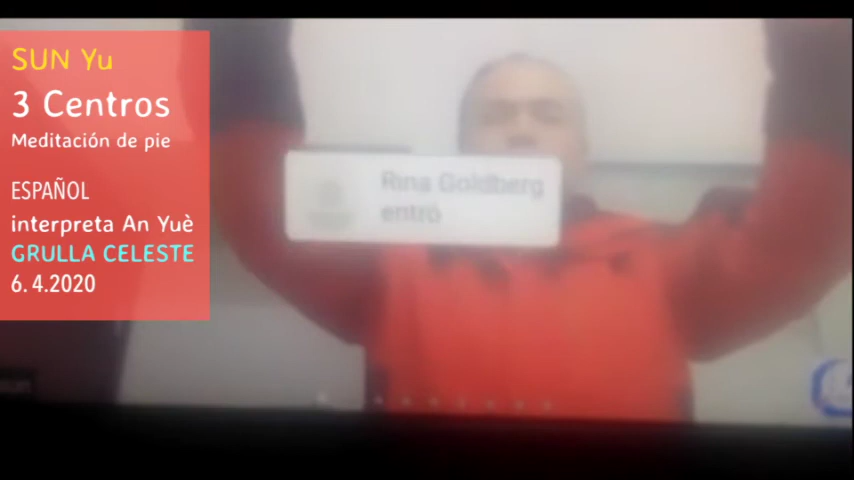 SUN Yu
3 Centros
Meditación de pie
ESPAÑOL
interpreta An Yuè
GRULLA CELESTE
6. 4.2020
Rina Goldberg
entró